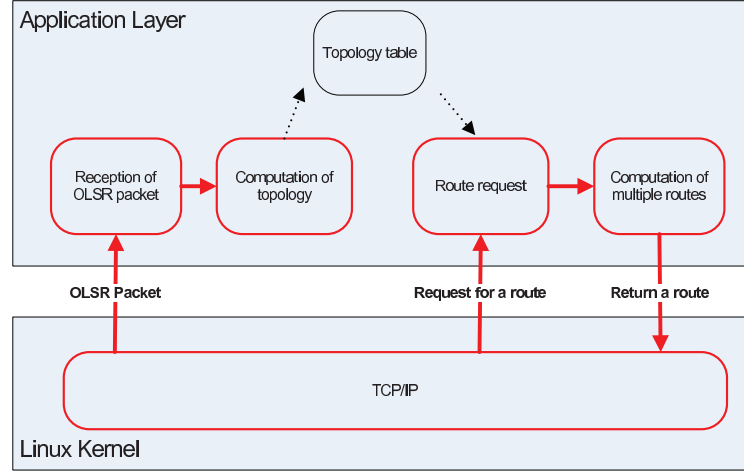 Application Layer
Topology table
Reception of
OLSR packet
Computation of
topology
Route request
Computation of
multiple routes
OLSR Packet
Request for a route
Return a route
TCP/IP
Linux Kernel